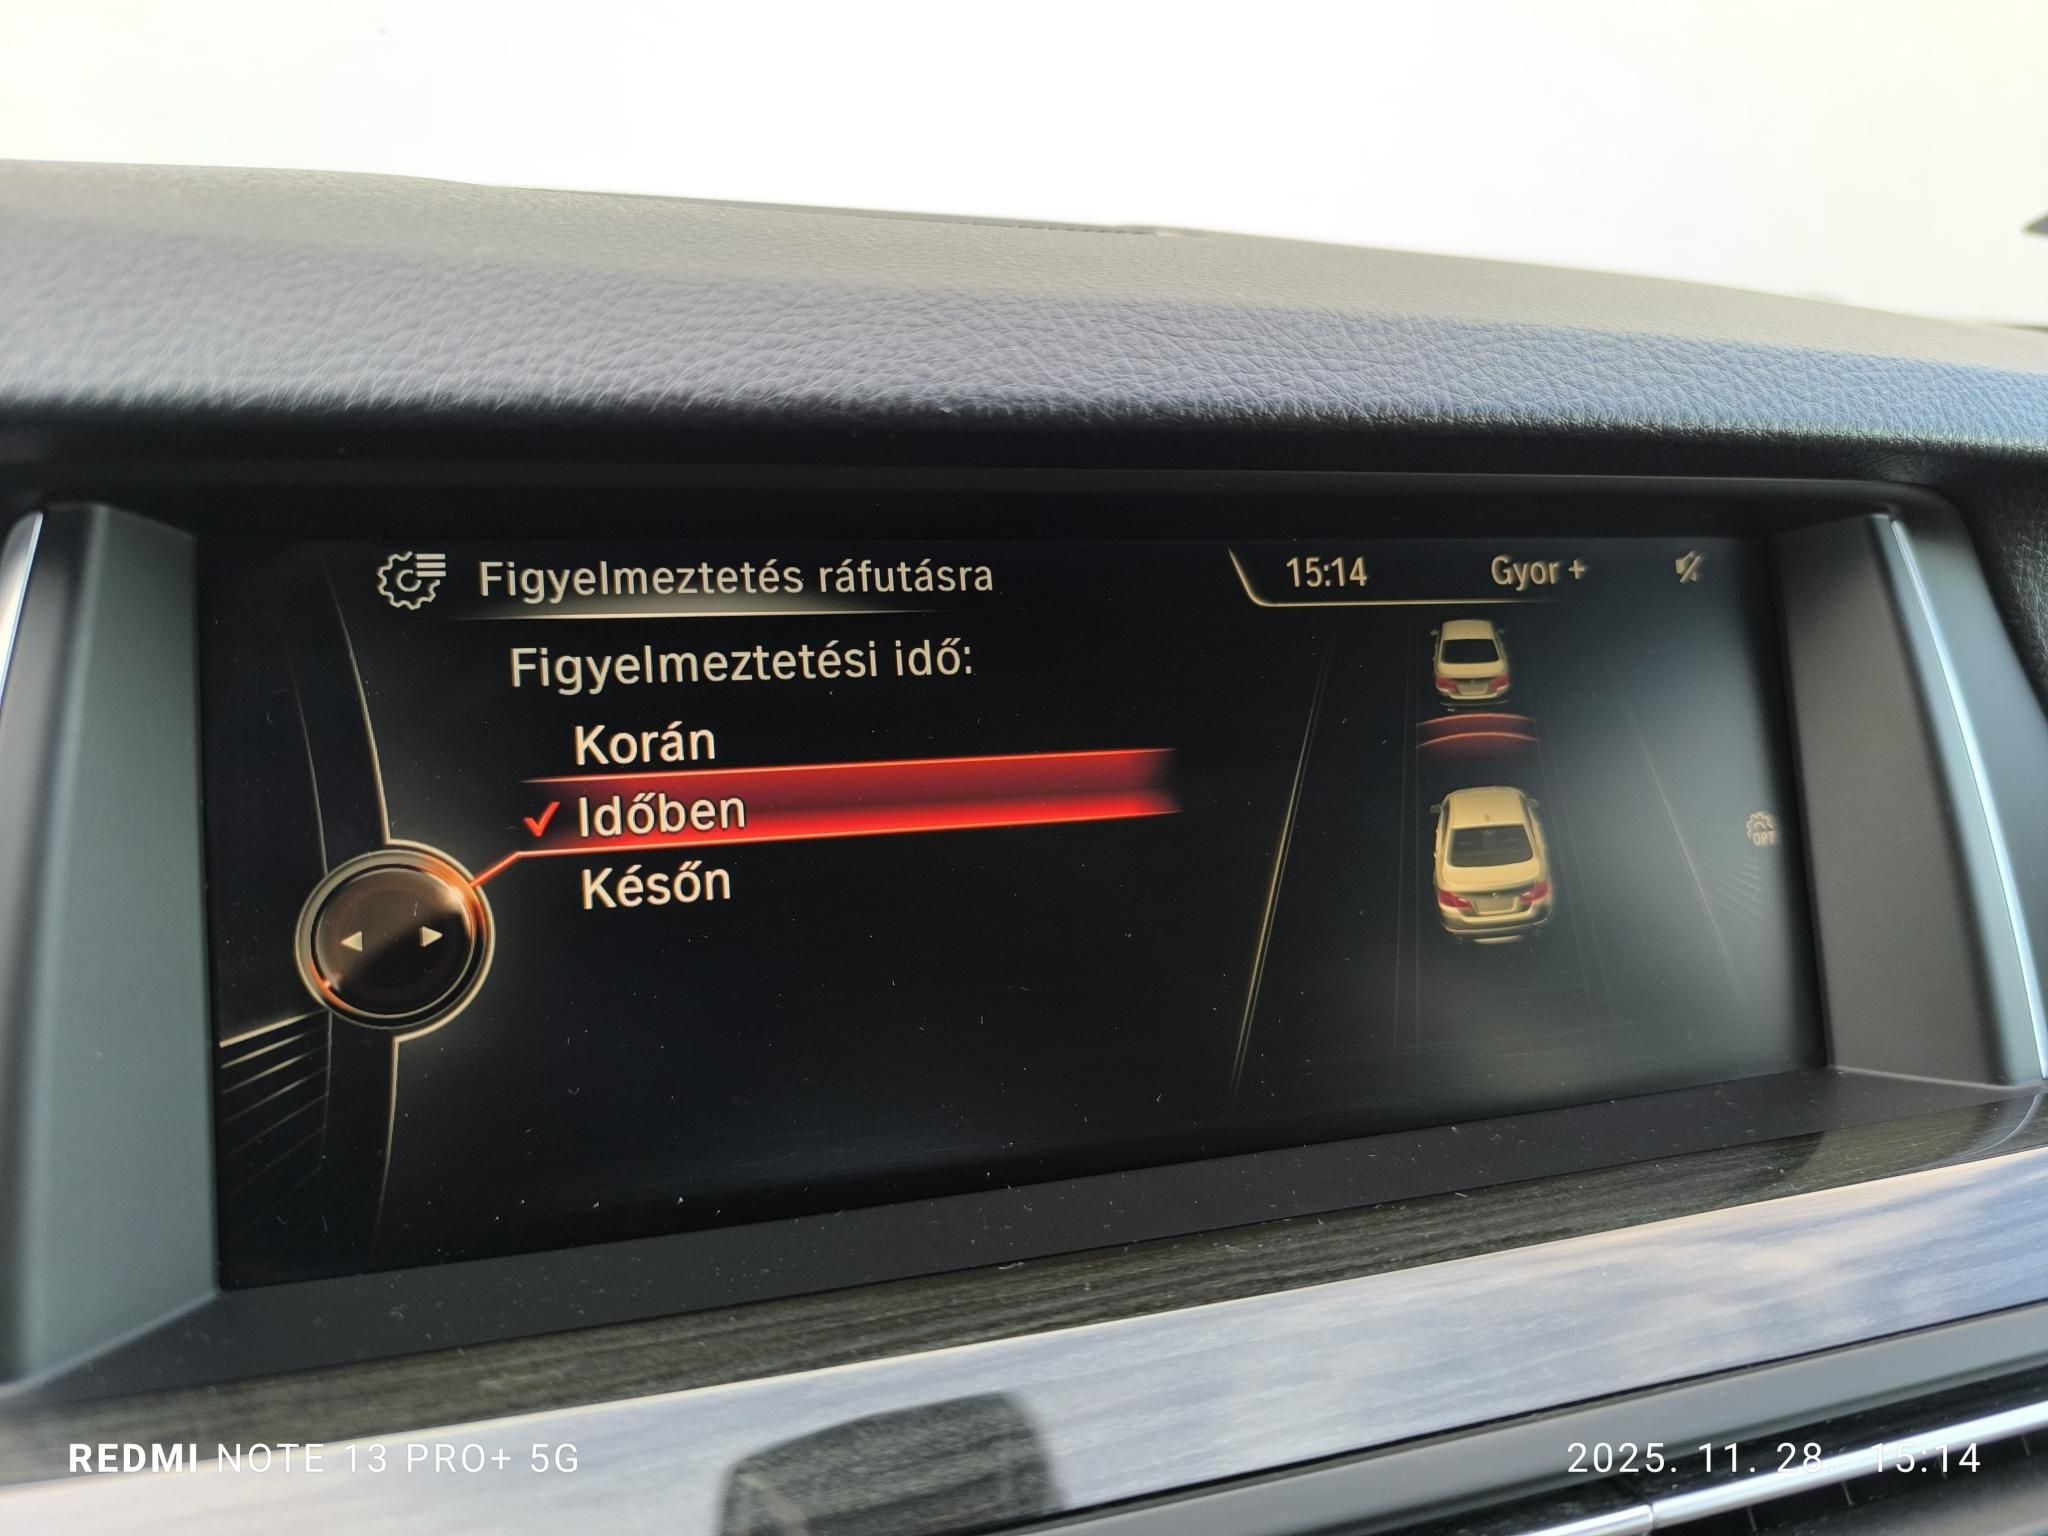 Figyelmeztetés ráfutásra
15:14 Gyor +
Figyelmeztetési idő:
Korán
✓ Időben
Későn
OPT
REDMI NOTE 13 PRO+ 5G
2025. 11. 28. 15:14